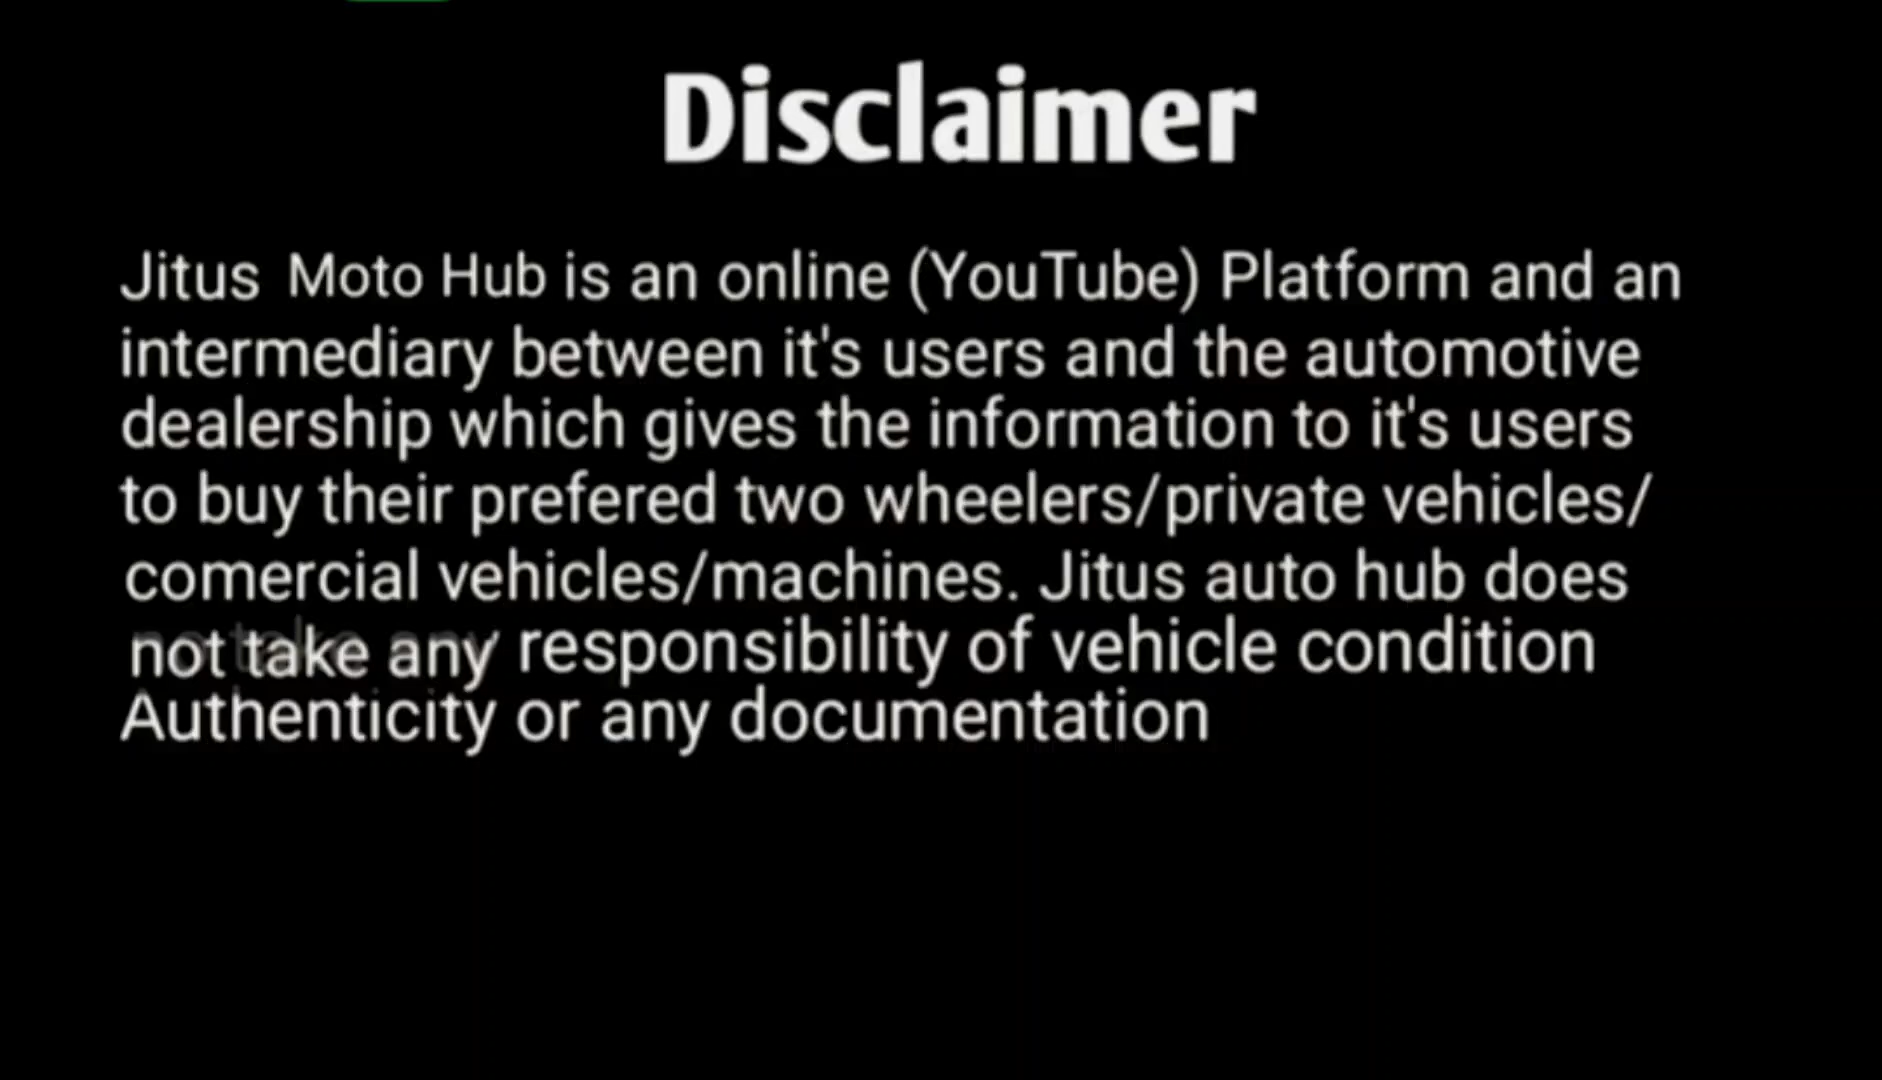 Disclaimer
Jitus Moto Hub is an online (YouTube) Platform and an
intermediary between it's users and the automotive
dealership which gives the information to it's users
to buy their prefered two wheelers/private vehicles/
comercial vehicles/machines. Jitus auto hub does
not take any responsibility of vehicle condition
Authenticity or any documentation